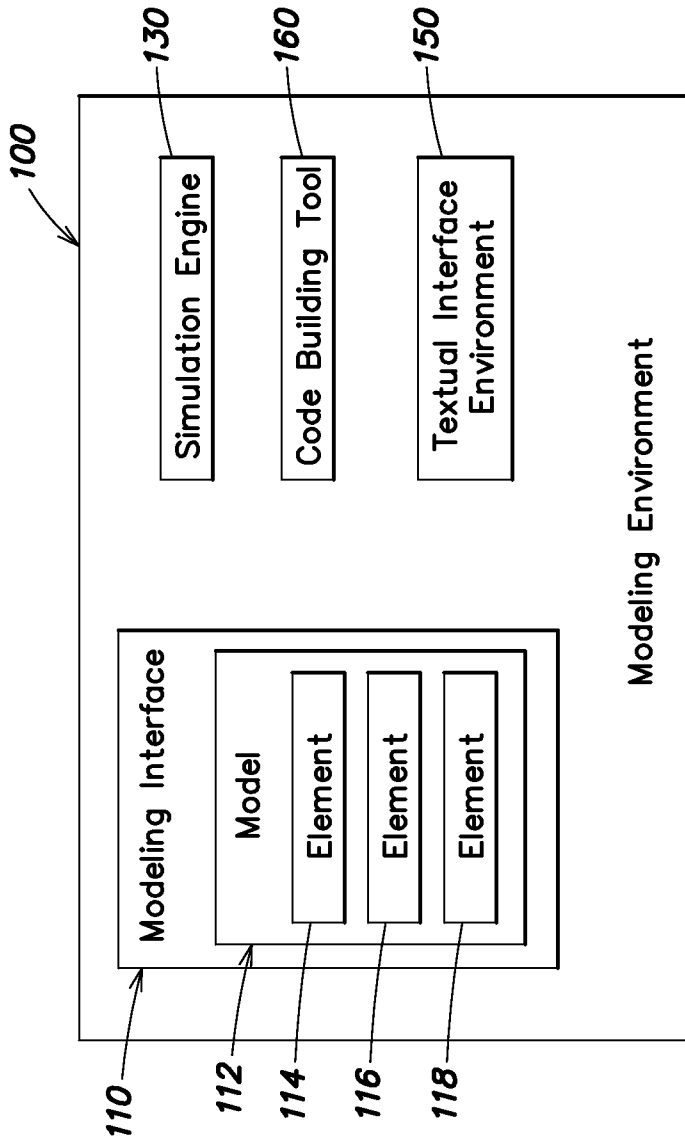 100
110
Modeling Interface
112
Model
114
Element
116
Element
118
Element
130
Simulation Engine
160
Code Building Tool
150
Textual Interface
Environment
Modeling Environment